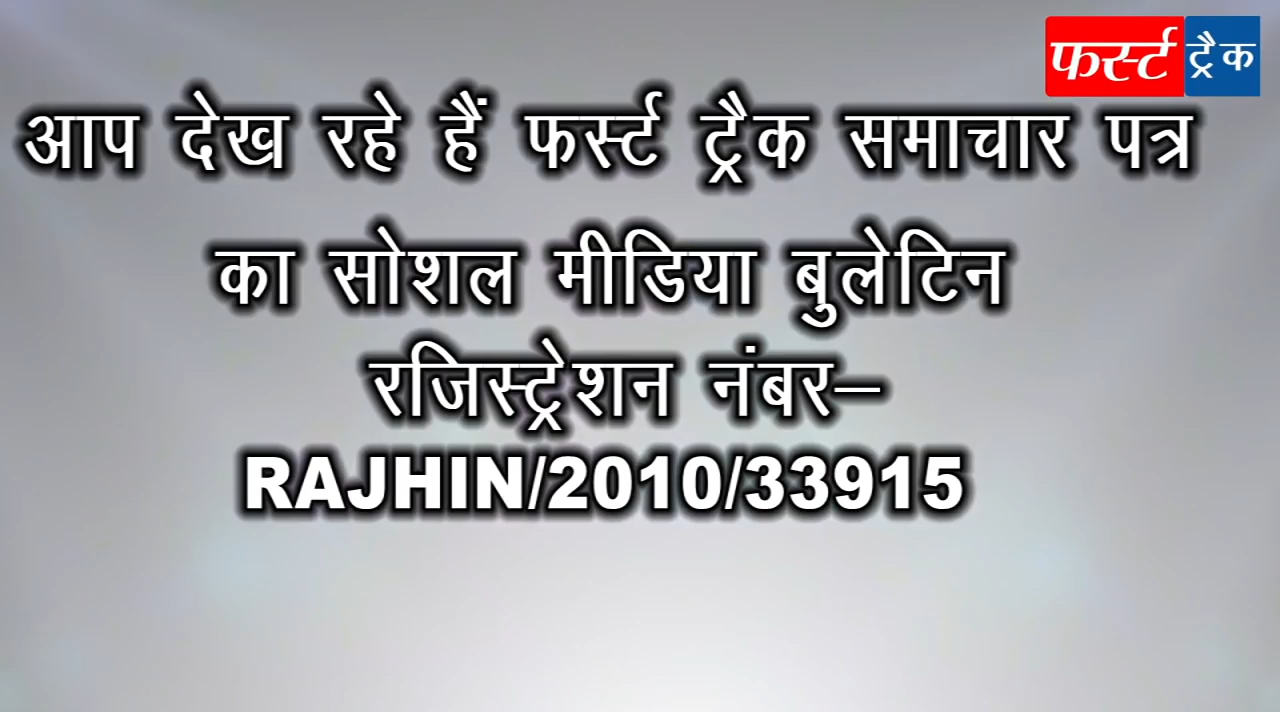 फर्स्ट ट्रैक
आप देख रहे हैं फर्स्ट ट्रैक समाचार पत्र
का सोशल मीडिया बुलेटिन
रजिस्ट्रेशन नंबर–
RAJHIN/2010/33915